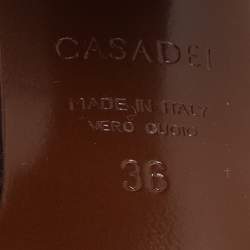 CASADEI
MADE IN ITALY
VERO CUOIO
36